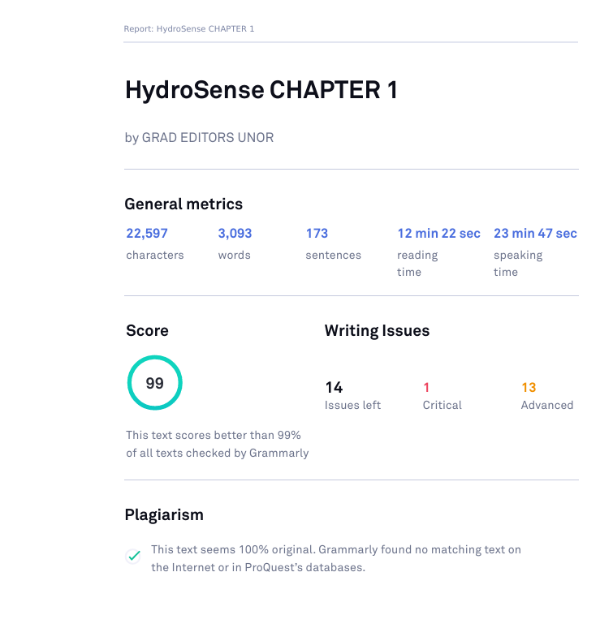 Report: HydroSense CHAPTER 1
HydroSense CHAPTER 1
by GRAD EDITORS UNOR
General metrics
22,597 3,093 173 12 min 22 sec 23 min 47 sec
characters words sentences reading speaking
time time
Score Writing Issues
99
14 1 13
Issues left Critical Advanced
This text scores better than 99%
of all texts checked by Grammarly
Plagiarism
This text seems 100% original. Grammarly found no matching text on
the Internet or in ProQuest's databases.